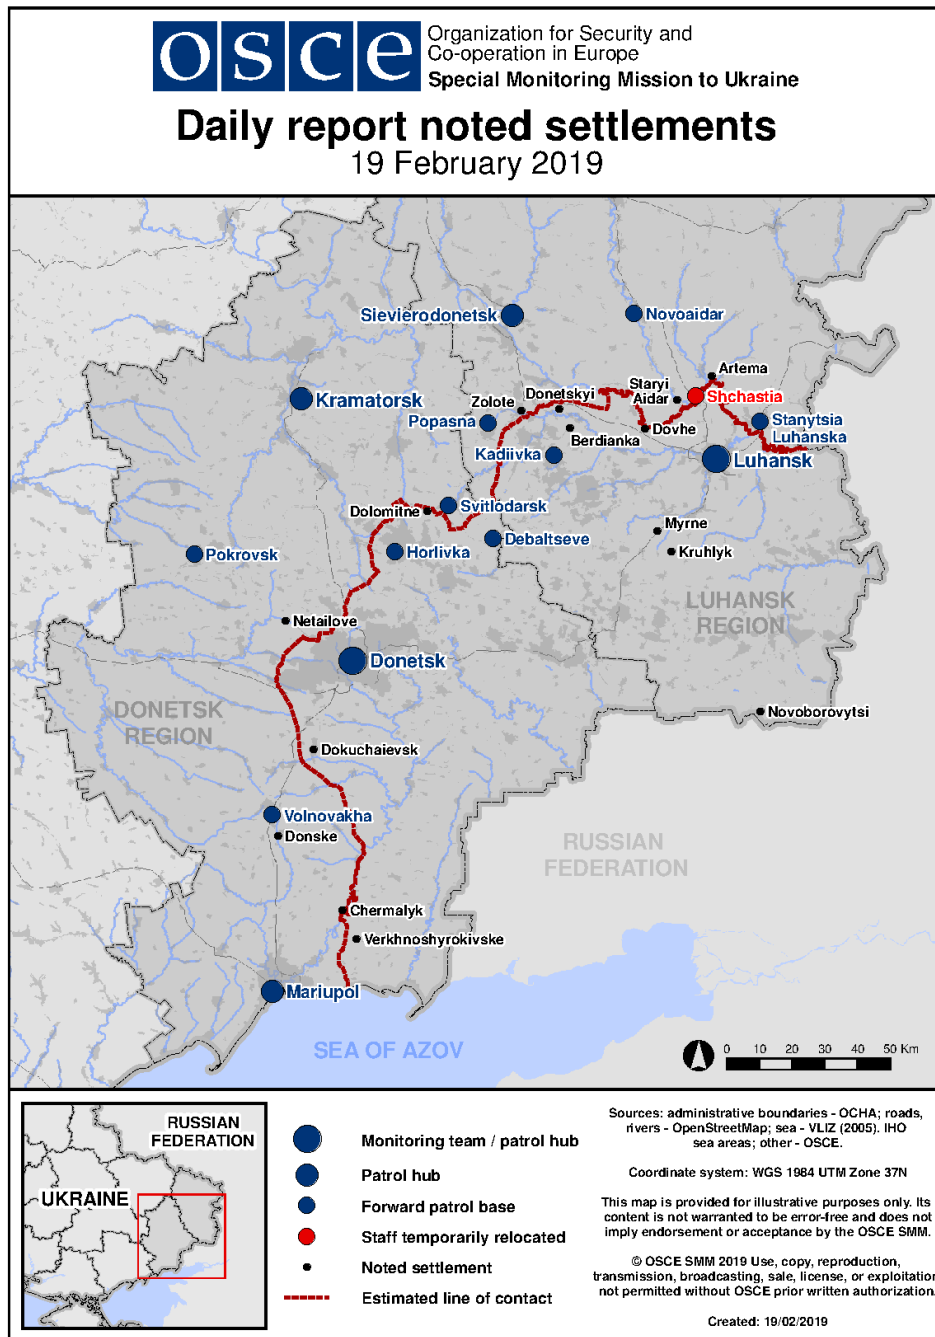 osce
Organization for Security and
Co-operation in Europe
Special Monitoring Mission to Ukraine
Daily report noted settlements
19 February 2019
Sievierodonetsk
Novoaidar
Artema
Staryi
Aidar
Shchastia
Kramatorsk
Donetskyi
Zolote
Popasna
Stanytsia
Luhanska
Dovhe
Berdianka
Kadiivka
Luhansk
Svitlodarsk
Dolomitne
Myrne
Debaltseve
Horlivka
Kruhlyk
Pokrovsk
LUHANSK
REGION
Netailove
Donetsk
DONETSK
REGION
Novoborovytsi
Dokuchaievsk
Volnovakha
Donske
RUSSIAN
FEDERATION
Chermalyk
Verkhnoshyrokivske
Mariupol
SEA OF AZOV
0 10 20 30 40 50 Km
RUSSIAN
FEDERATION
UKRAINE
Monitoring team / patrol hub
Patrol hub
Forward patrol base
Staff temporarily relocated
Noted settlement
Estimated line of contact
Sources: administrative boundaries - OCHA; roads,
rivers - OpenStreetMap; sea - VLIZ (2005). IHO
sea areas; other - OSCE.
Coordinate system: WGS 1984 UTM Zone 37N
This map is provided for illustrative purposes only. Its
content is not warranted to be error-free and does not
imply endorsement or acceptance by the OSCE SMM.
© OSCE SMM 2019 Use, copy, reproduction,
transmission, broadcasting, sale, license, or exploitation
not permitted without OSCE prior written authorization.
Created: 19/02/2019